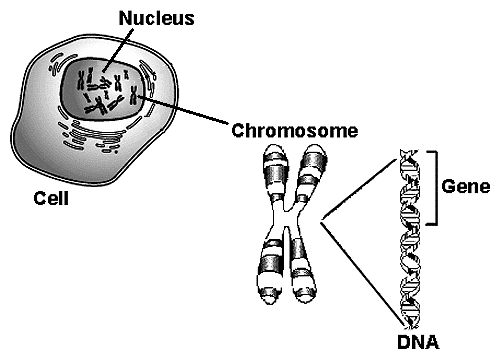 Nucleus
Chromosome
Cell
Gene
DNA